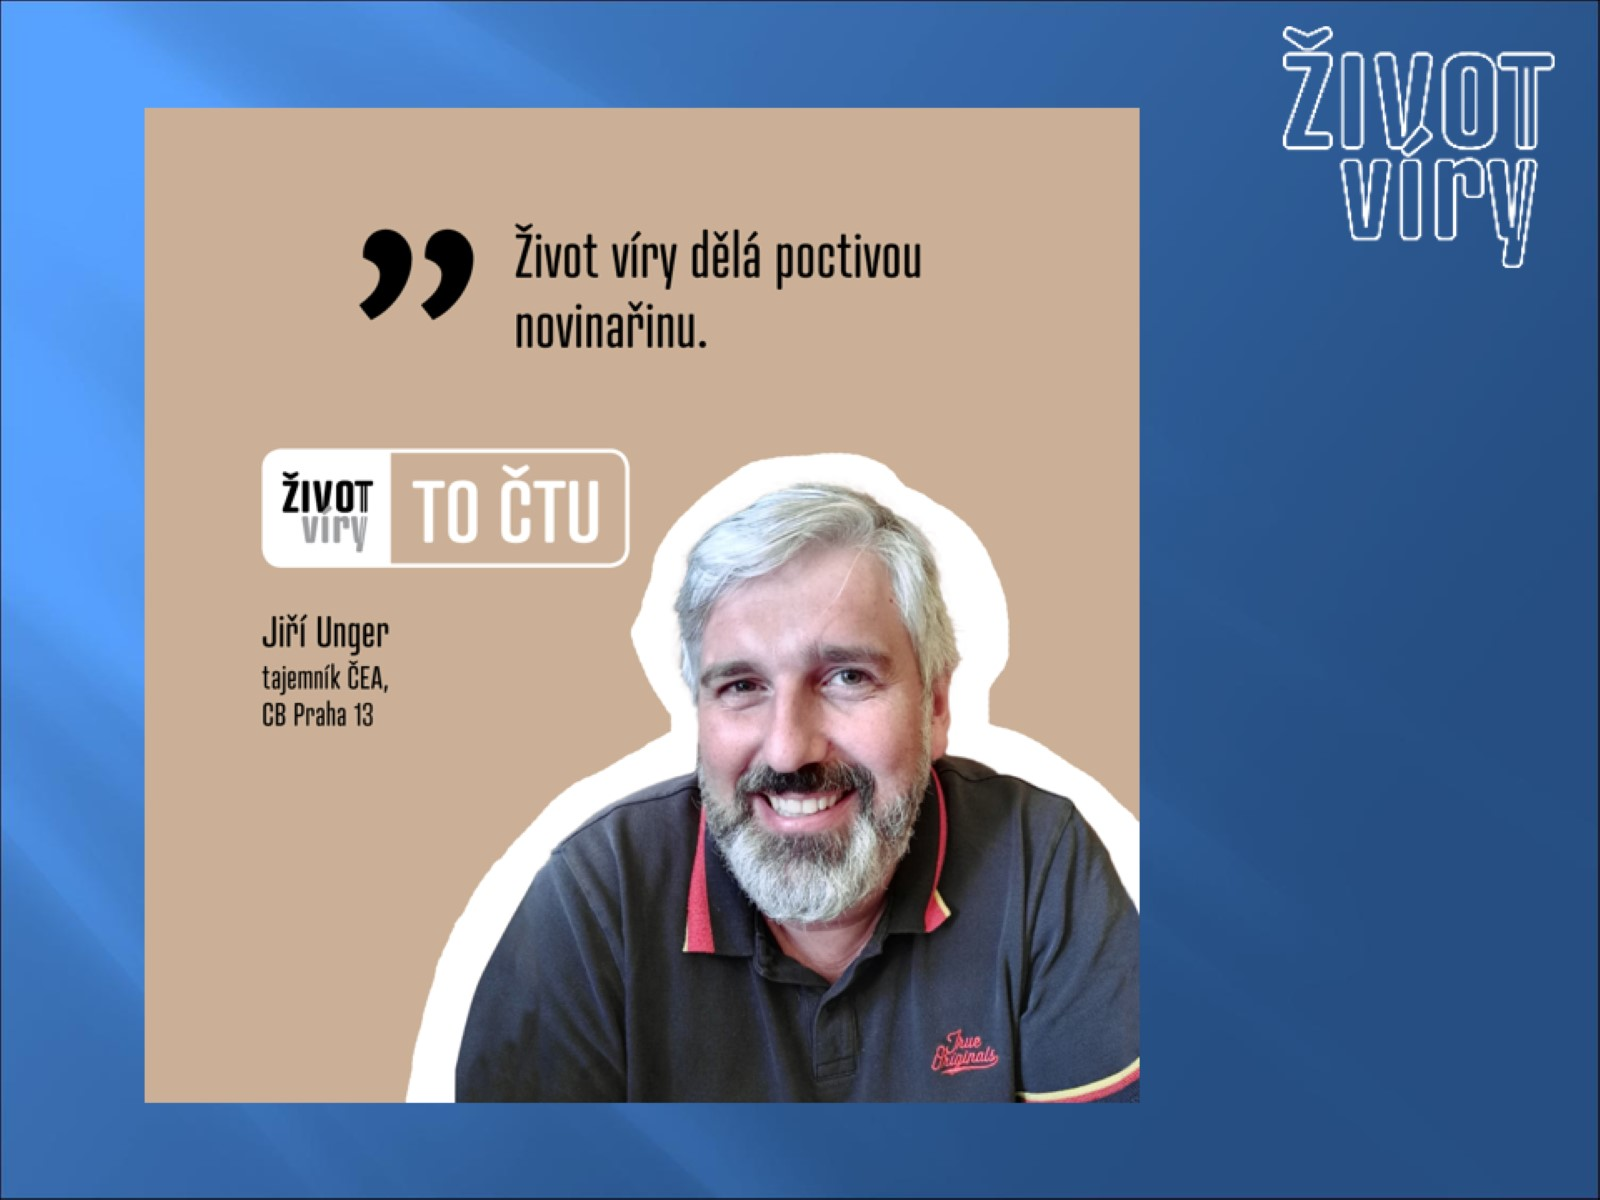 ŽIVOT
víry
Život víry dělá poctivou
novinařinu.
ŽIVOT
víry
TO ČTU
Jiří Unger
tajemník ČEA,
CB Praha 13
True
Originals